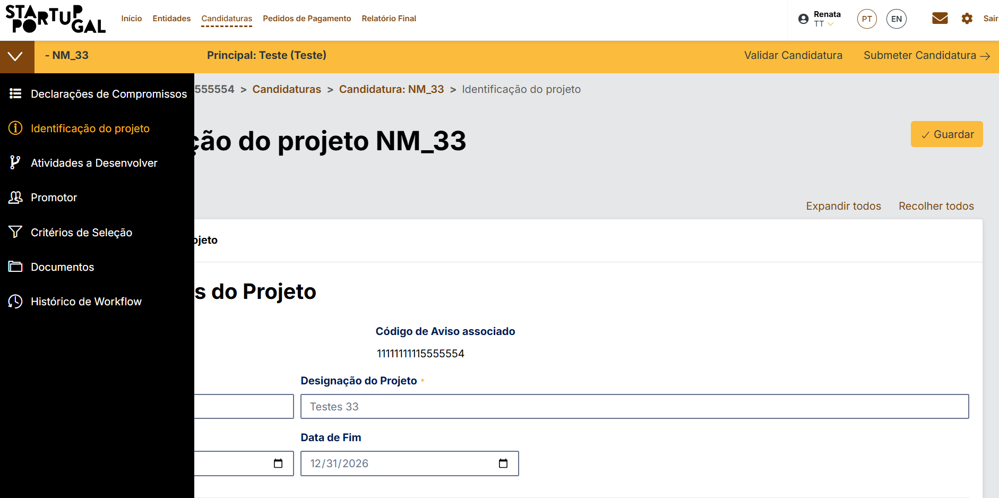 STARTUP
PORTUGAL
Início Entidades Candidaturas Pedidos de Pagamento Relatório Final
Renata
TT
PT EN
Sair
- NM_33
Principal: Teste (Teste)
Validar Candidatura Submeter Candidatura
Declarações de Compromissos
Identificação do projeto
Atividades a Desenvolver
Promotor
Critérios de Seleção
Documentos
Histórico de Workflow
555554 > Candidaturas > Candidatura: NM_33 > Identificação do projeto
ção do projeto NM_33
Guardar
Expandir todos Recolher todos
ojeto
s do Projeto
Código de Aviso associado
11111111115555554
Designação do Projeto *
Testes 33
Data de Fim
12/31/2026